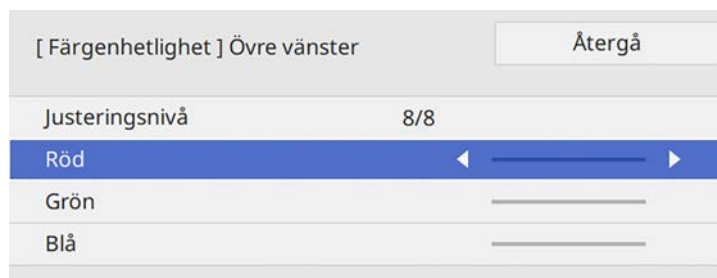 [ Färgenhetlighet ] Övre vänster
Återgå
Justeringsnivå 8/8
Röd
Grön
Blå